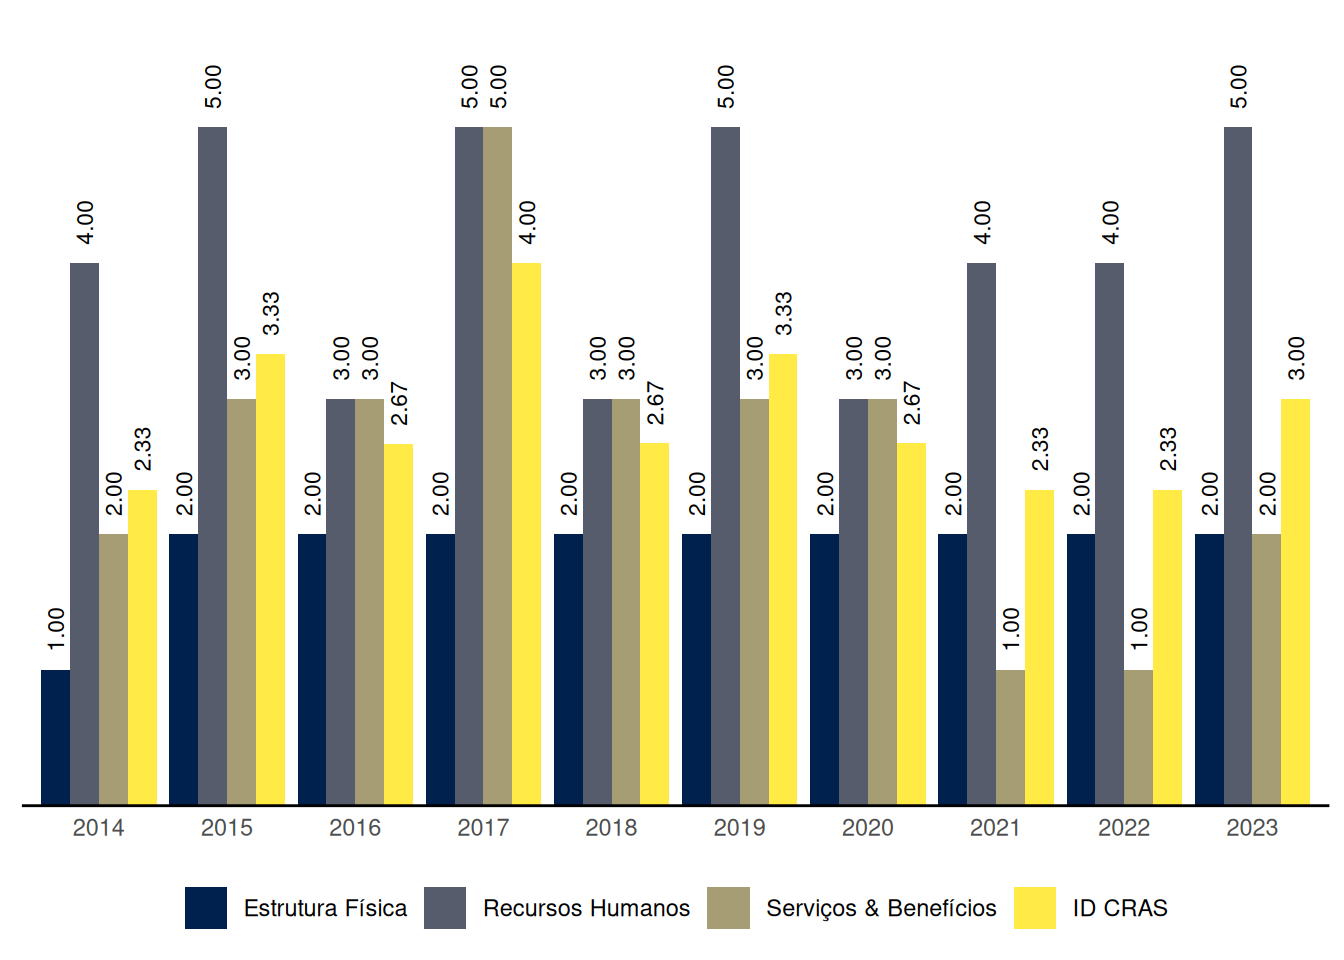 5.00 5.00 5.00 5.00 5.00
4.00 4.00 4.00 4.00
3.33 3.33
3.00 3.00 3.00 3.00 3.00 3.00 3.00 3.00 3.00
2.67 2.67 2.67
2.33 2.33 2.33
2.00 2.00 2.00 2.00 2.00 2.00 2.00 2.00 2.00 2.00 2.00
1.00 1.00 1.00
2014 2015 2016 2017 2018 2019 2020 2021 2022 2023
Estrutura Física Recursos Humanos Serviços & Benefícios ID CRAS